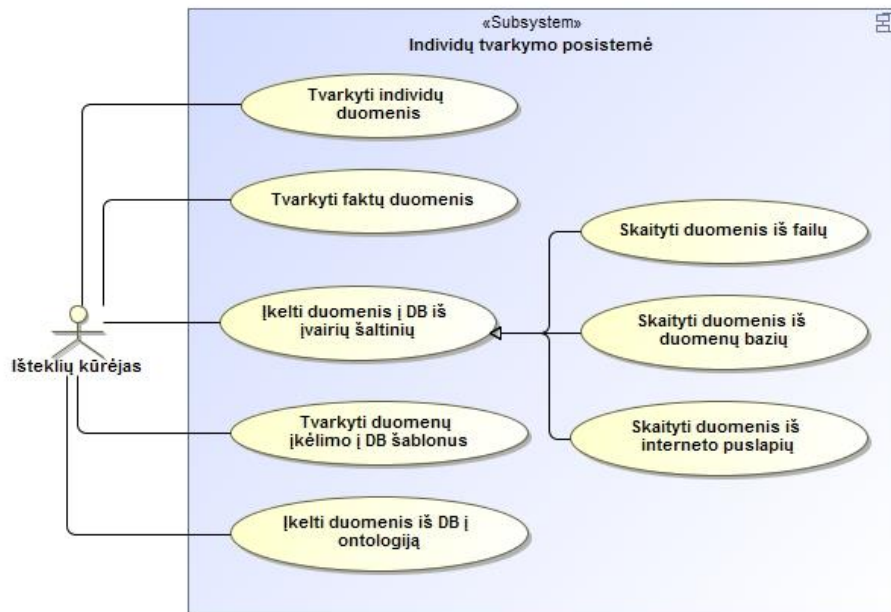 «Subsystem»
Individų tvarkymo posistemė
Tvarkyti individų
duomenis
Tvarkyti faktų duomenis
Įkelti duomenis į DB iš
įvairių šaltinių
Tvarkyti duomenų
įkėlimo į DB šablonus
Įkelti duomenis iš DB į
ontologiją
Skaityti duomenis iš failų
Skaityti duomenis iš
duomenų bazių
Skaityti duomenis iš
interneto puslapių
Išteklių kūrėjas